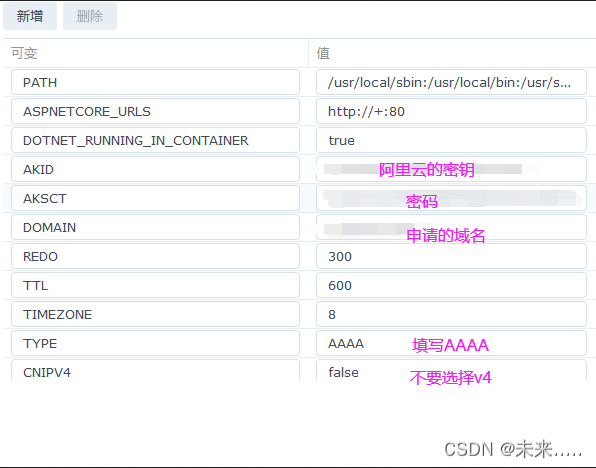 新增 删除
可变 值
PATH /usr/local/sbin:/usr/local/bin:/usr/s...
ASPNETCORE_URLS http://+:80
DOTNET_RUNNING_IN_CONTAINER true
AKID 阿里云的密钥
AKSCT 密码
DOMAIN 申请的域名
REDO 300
TTL 600
TIMEZONE 8
TYPE AAAA 填写AAAA
CNIPV4 false 不要选择v4
CSDN @未来.....